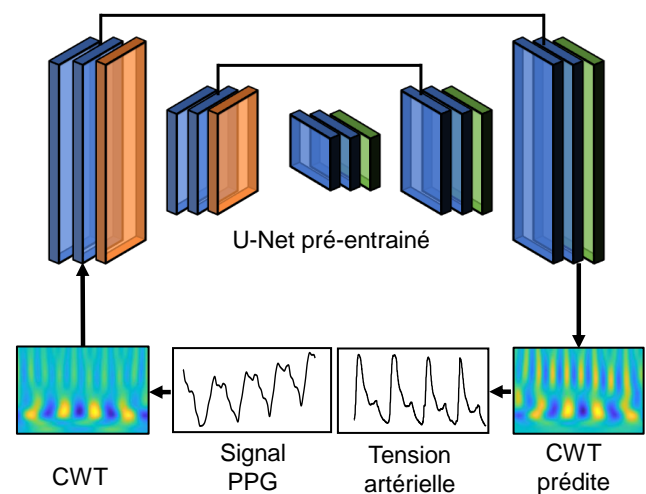 U-Net pré-entrainé
CWT
Signal
PPG
Tension
artérielle
CWT
prédite